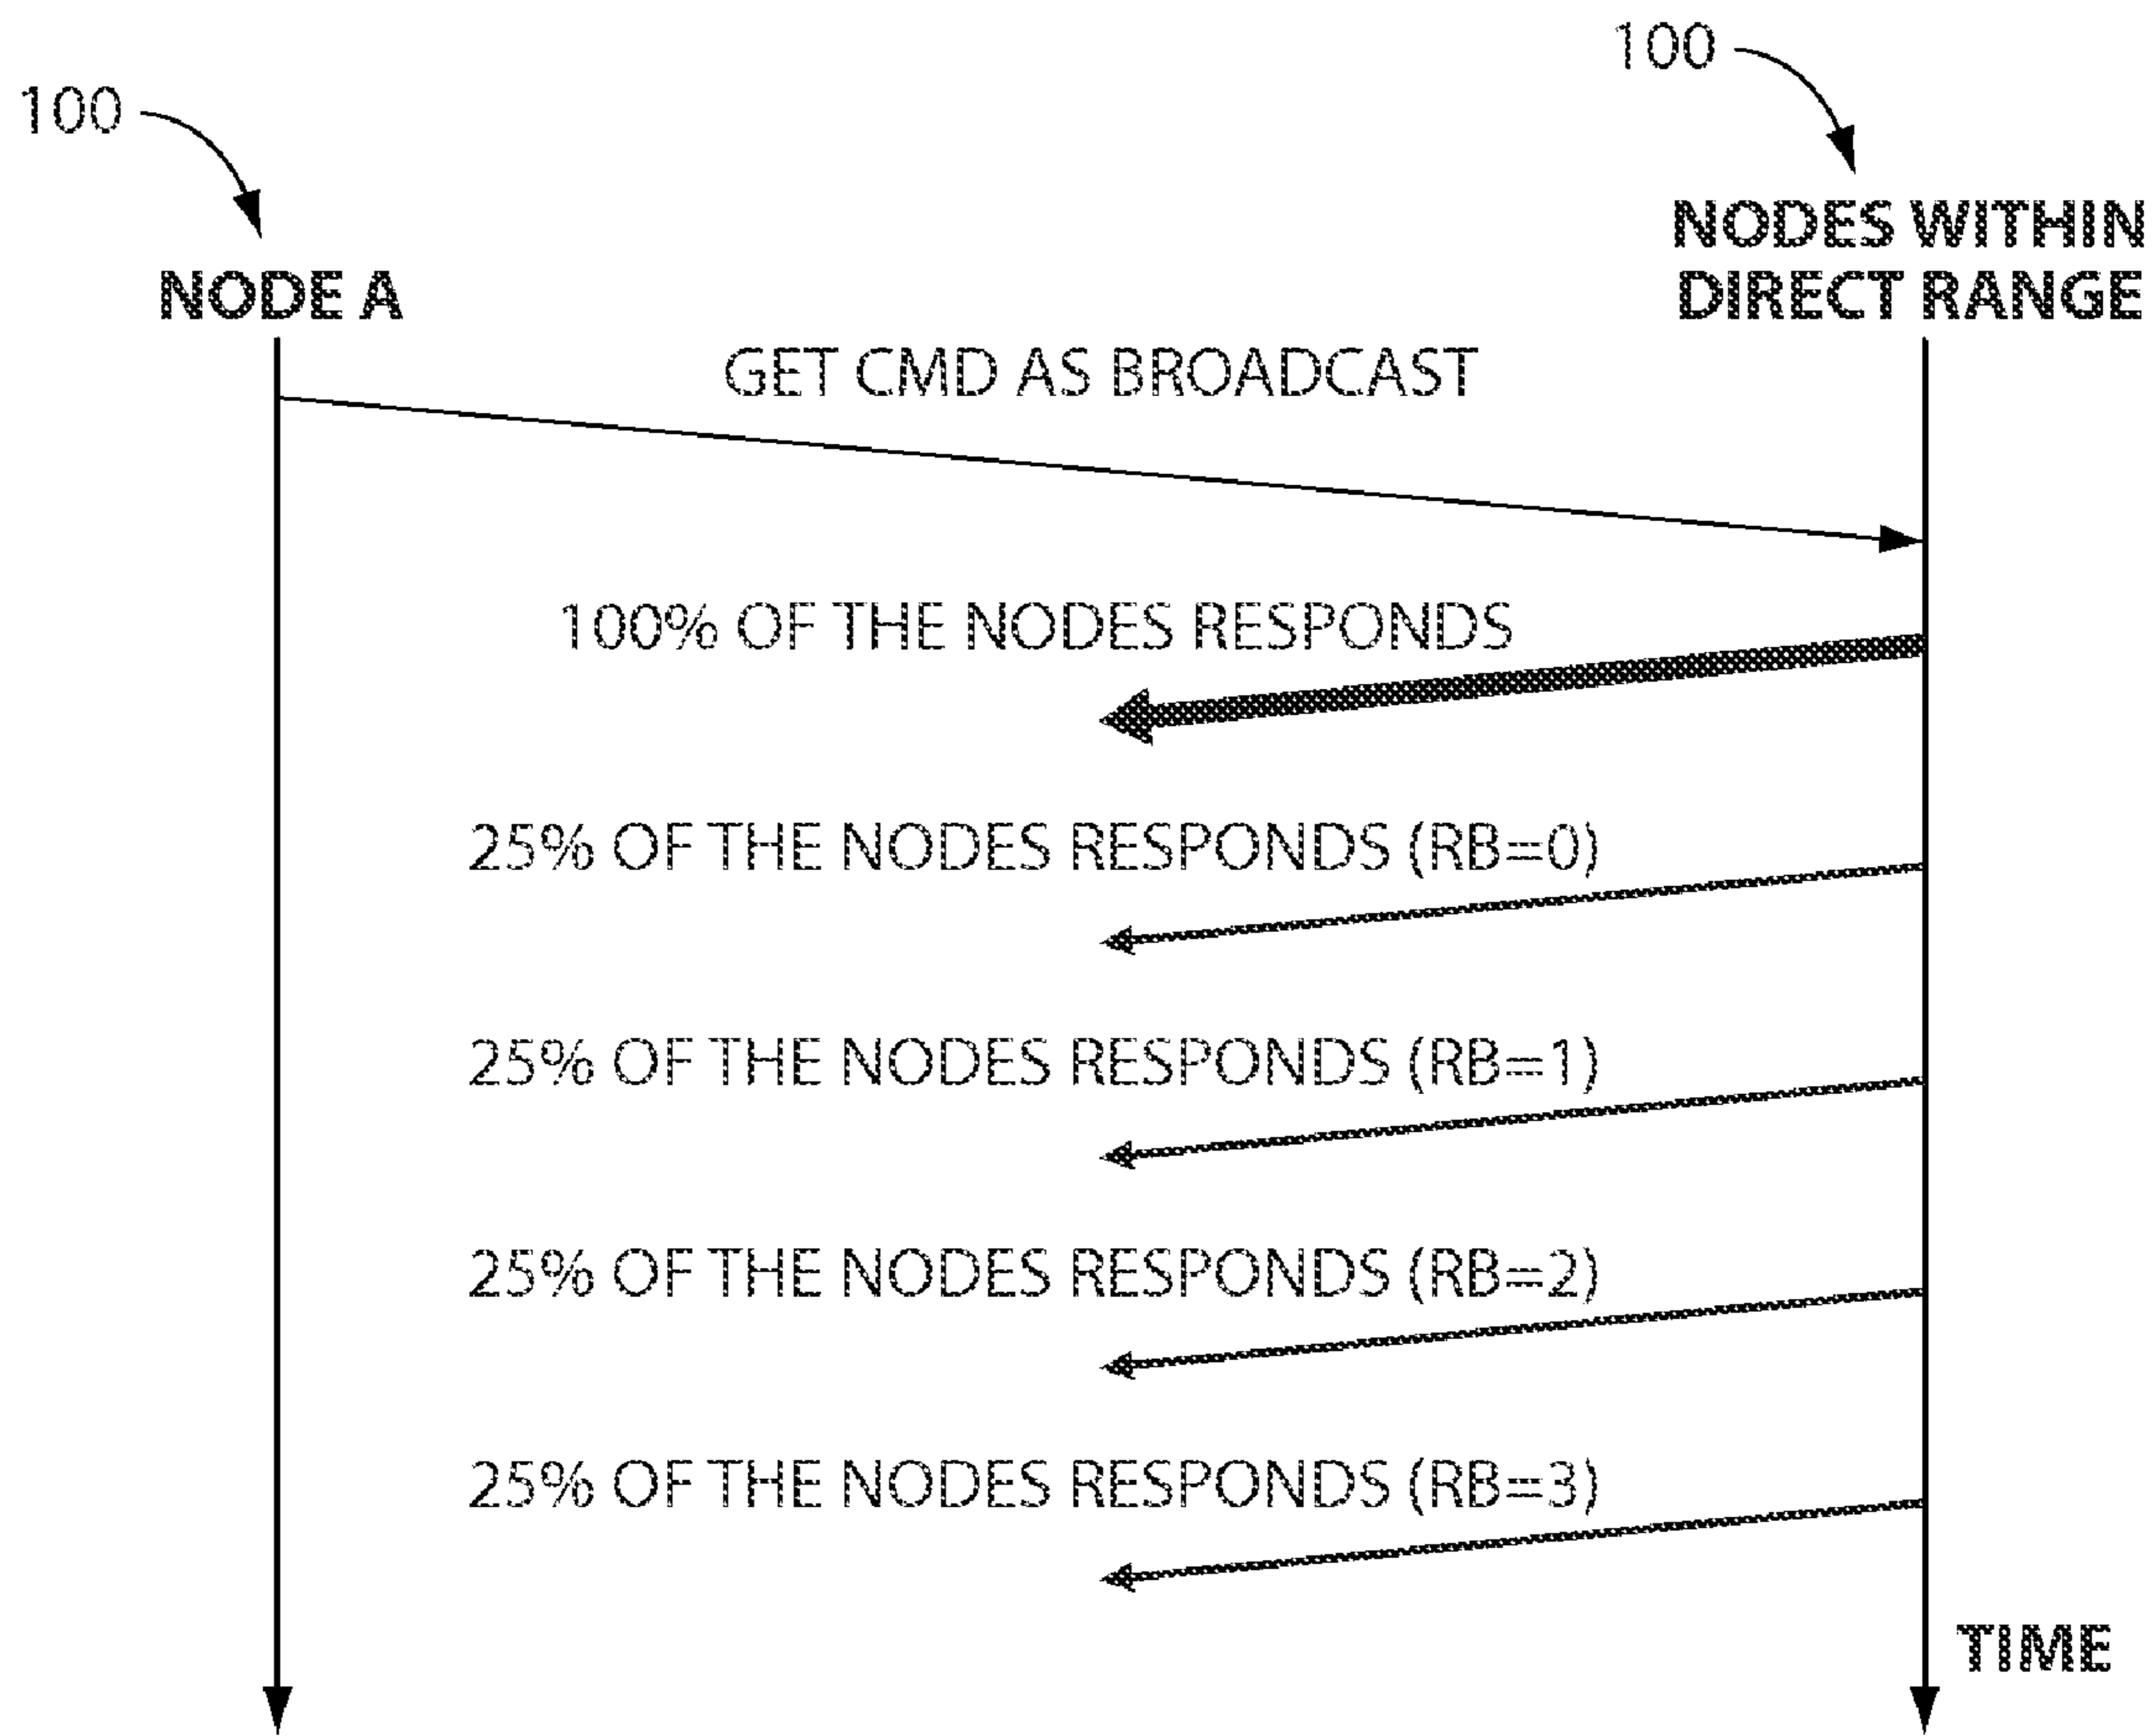 100
100
NODE A
NODES WITHIN
DIRECT RANGE
GET CMD AS BROADCAST
100% OF THE NODES RESPONDS
25% OF THE NODES RESPONDS (RB=0)
25% OF THE NODES RESPONDS (RB=1)
25% OF THE NODES RESPONDS (RB=2)
25% OF THE NODES RESPONDS (RB=3)
TIME